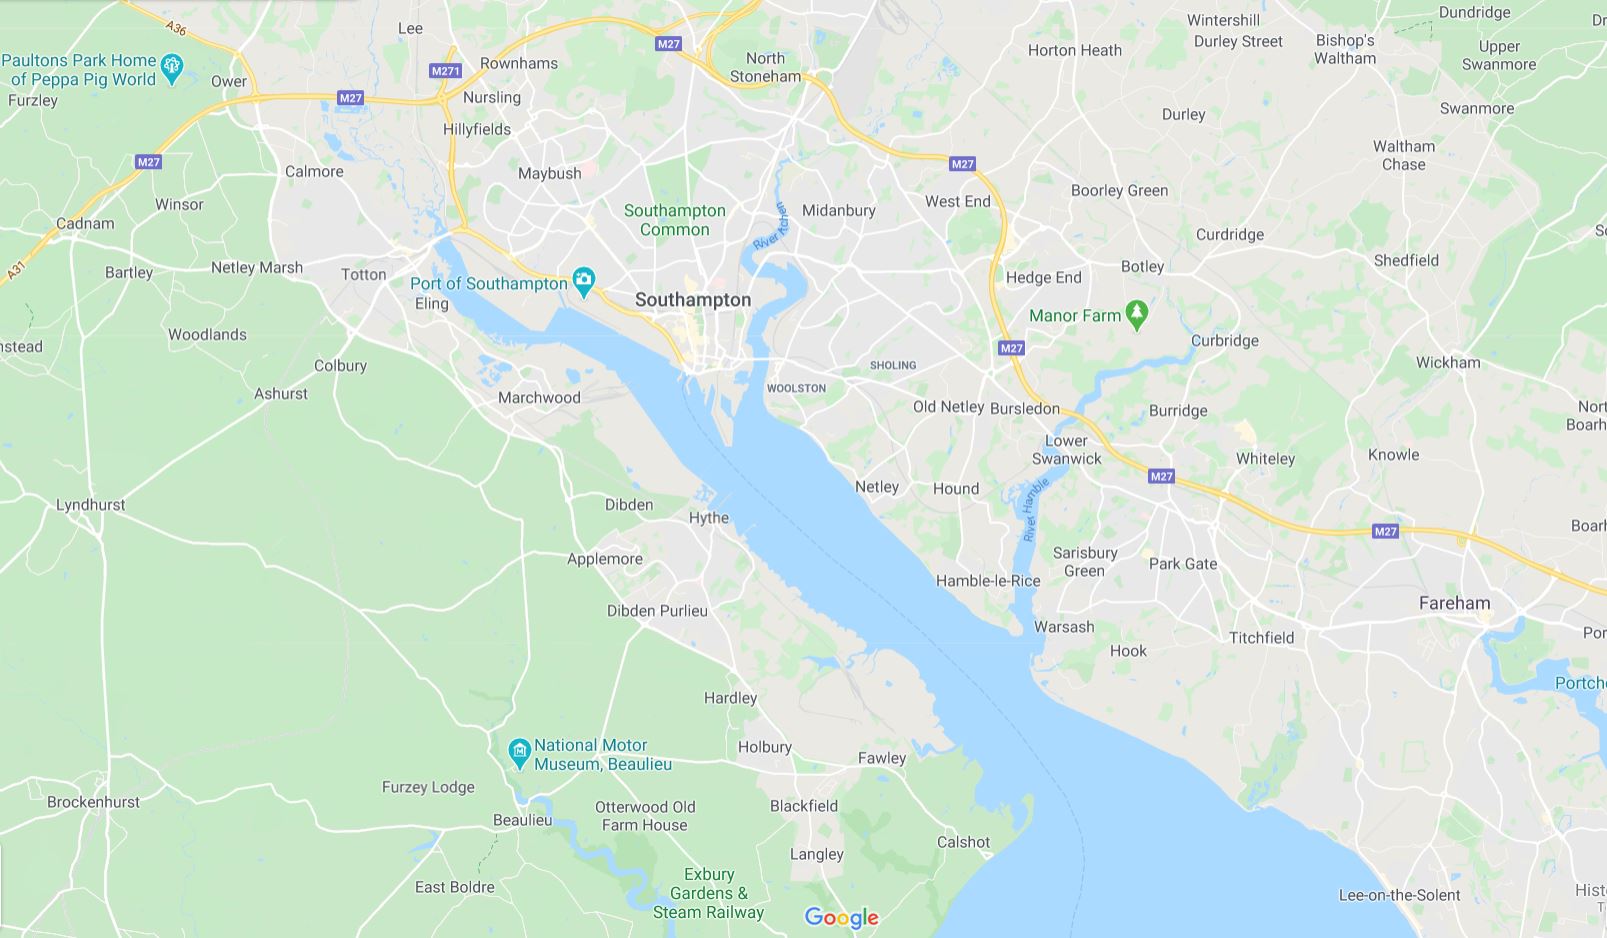 A36
Lee
Wintershill
Durley Street
Dundridge
Bishop's
Waltham
Upper
Swanmore
Horton Heath
M27
Paultons Park Home
of Peppa Pig World
Furzley
Ower
M271
Rownhams
North
Stoneham
M27
Nursling
Swanmore
Durley
Hillyfields
M27
Calmore
Maybush
M27
Waltham
Chase
Boorley Green
Winsor
Southampton
Common
Midanbury
West End
Cadnam
River Itchen
Curdridge
A31
Bartley
Netley Marsh
Totton
Port of Southampton
Eling
Southampton
Hedge End
Botley
Shedfield
Manor Farm
Woodlands
Curbridge
M27
Colbury
SHOLING
Wickham
Ashurst
Marchwood
WOOLSTON
Old Netley
Bursledon
Burridge
North
Boarh
Lower
Swanwick
Whiteley
Knowle
M27
Lyndhurst
Dibden
Netley
Hound
River Hamble
Hythe
Boarh
M27
Applemore
Sarisbury
Green
Park Gate
Hamble-le-Rice
Dibden Purlieu
Fareham
Warsash
Titchfield
Hook
Hardley
National Motor
Museum, Beaulieu
Holbury
Fawley
Furzey Lodge
Brockenhurst
Otterwood Old
Farm House
Blackfield
Beaulieu
Calshot
Langley
East Boldre
Exbury
Gardens &
Steam Railway
Google
Lee-on-the-Solent